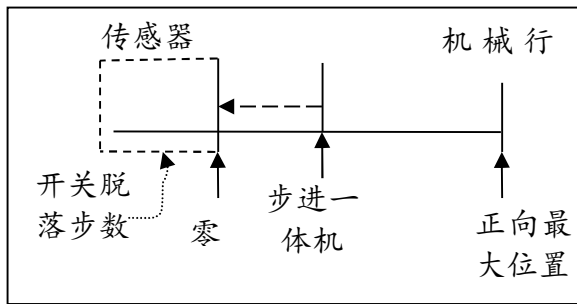 传感器
机 械 行
开关脱
落步数
零
步进一
体机
正向最
大位置